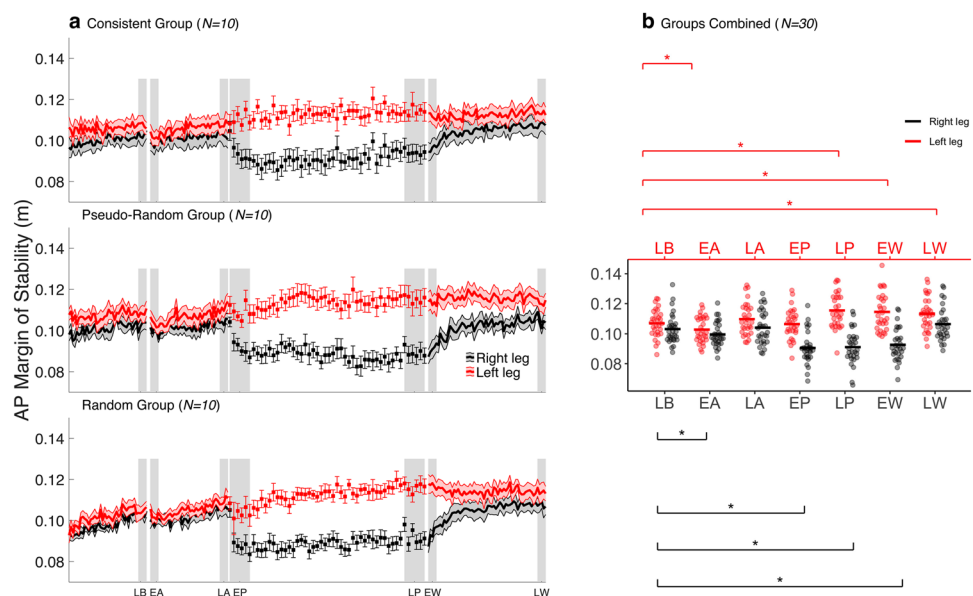 a Consistent Group (N=10)
AP Margin of Stability (m)
0.14
0.12
0.10
0.08
Pseudo-Random Group (N=10)
0.14
0.12
0.10
0.08
Right leg
Left leg
Random Group (N=10)
0.14
0.12
0.10
0.08
LB EA LA EP LP EW LW
b Groups Combined (N=30)
*
Right leg
Left leg
*
*
*
LB EA LA EP LP EW LW
0.14
0.12
0.10
0.08
LB EA LA EP LP EW LW
*
*
*
*